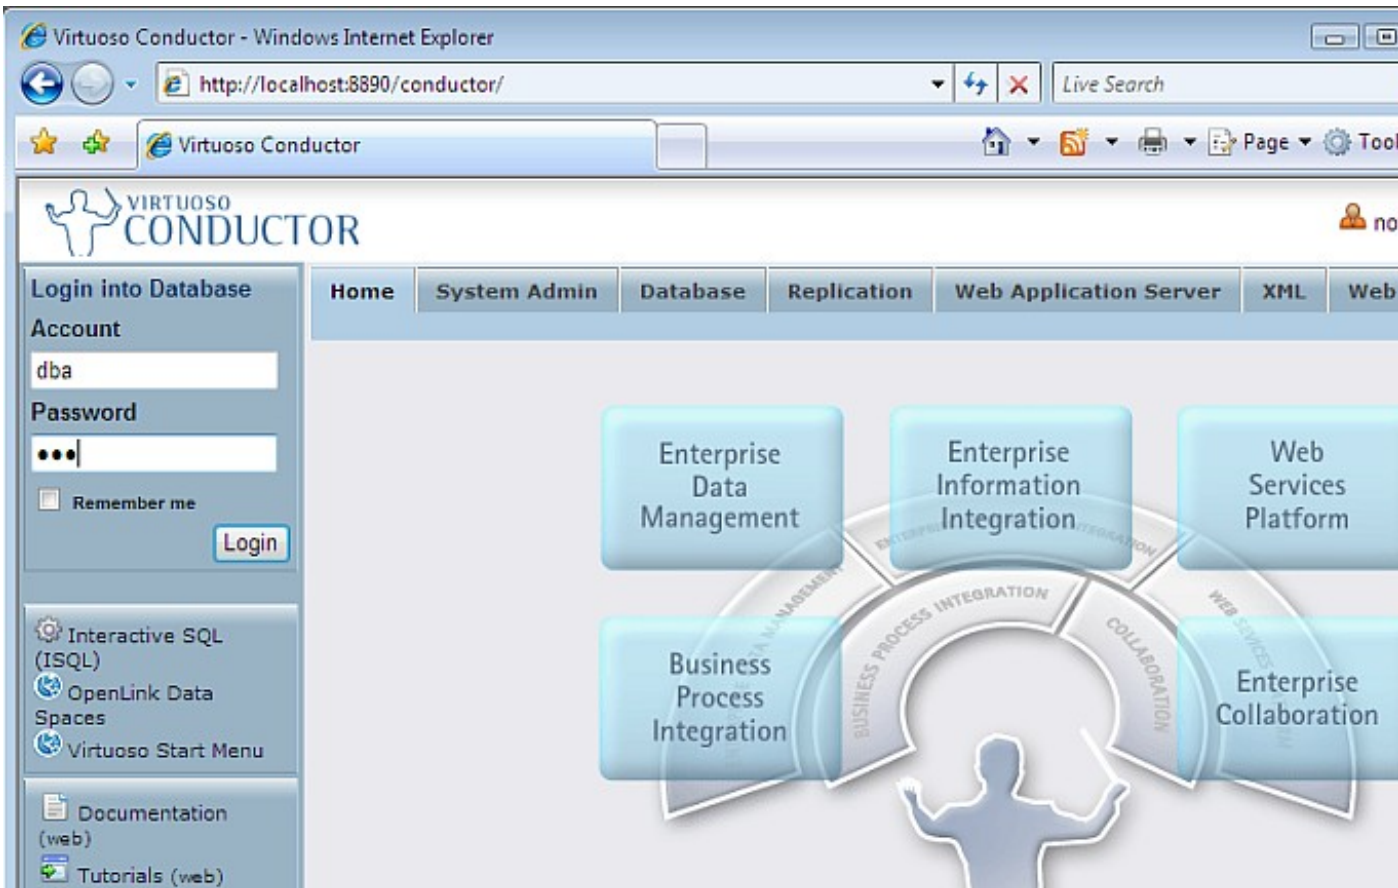 Virtuoso Conductor - Windows Internet Explorer
http://localhost:8890/conductor/
Live Search
Virtuoso Conductor
Page
VIRTUOSO
CONDUCTOR
Login into Database
Home System Admin Database Replication Web Application Server XML Web
Account
dba
Password
Remember me
Login
Interactive SQL
(ISQL)
OpenLink Data
Spaces
Virtuoso Start Menu
Documentation
(web)
Tutorials (web)
Enterprise
Data
Management
Enterprise
Information
Integration
Web
Services
Platform
Business
Process
Integration
Enterprise
Collaboration
BUSINESS PROCESS INTEGRATION
COLLABORATION